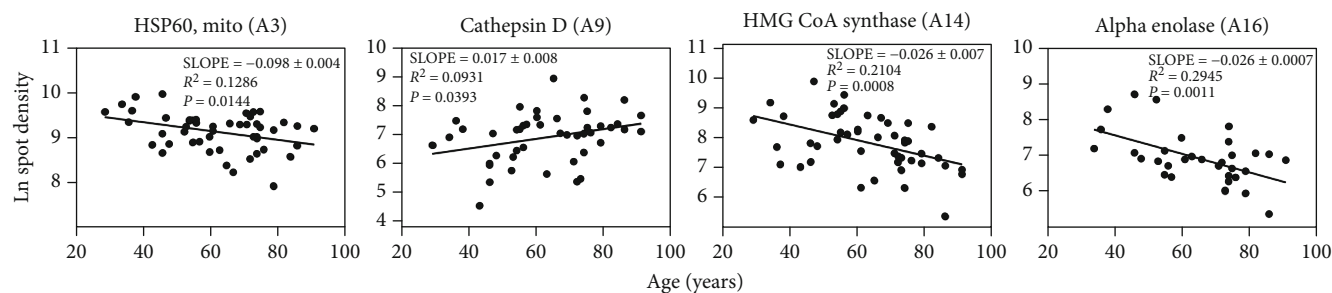 HSP60, mito (A3)
SLOPE = −0.098 ± 0.004
R² = 0.1286
P = 0.0144
11
10
9
8
20
40
60
80
100
Cathepsin D (A9)
SLOPE = 0.017 ± 0.008
R² = 0.0931
P = 0.0393
10
9
8
7
6
5
4
20
40
60
80
100
HMG CoA synthase (A14)
SLOPE = −0.026 ± 0.007
R² = 0.2104
P = 0.0008
11
10
9
8
7
6
20
40
60
80
100
Alpha enolase (A16)
SLOPE = −0.026 ± 0.0007
R² = 0.2945
P = 0.0011
10
8
6
20
40
60
80
100
Ln spot density
Age (years)